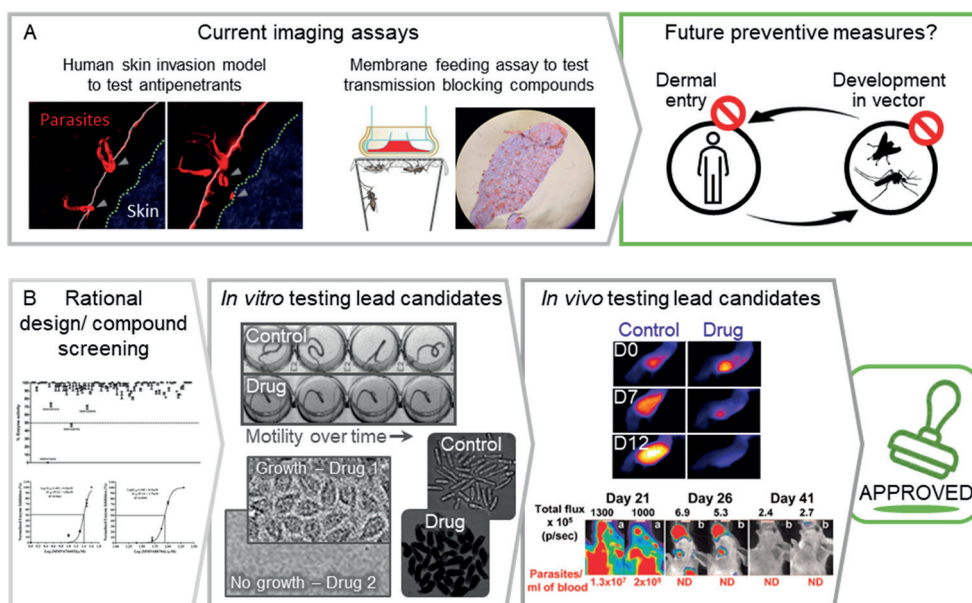 A
Current imaging assays
Human skin invasion model
to test antipenetrants
Parasites
Skin
Membrane feeding assay to test
transmission blocking compounds
Future preventive measures?
Dermal
entry
Development
in vector
B
Rational
design/ compound
screening
% Enzyme activity
In vitro testing lead candidates
Control
Drug
Motility over time →
Growth – Drug 1
No growth – Drug 2
Control
Drug
In vivo testing lead candidates
Control Drug
D0
D7
D12
Day 21 Day 26 Day 41
Total flux
x 10⁵
(p/sec)
1300 1000 6.9 5.3 2.4 2.7
a a b b b b
Parasites/
ml of blood
1.3x10⁷ 2x10⁵ ND ND ND ND
APPROVED